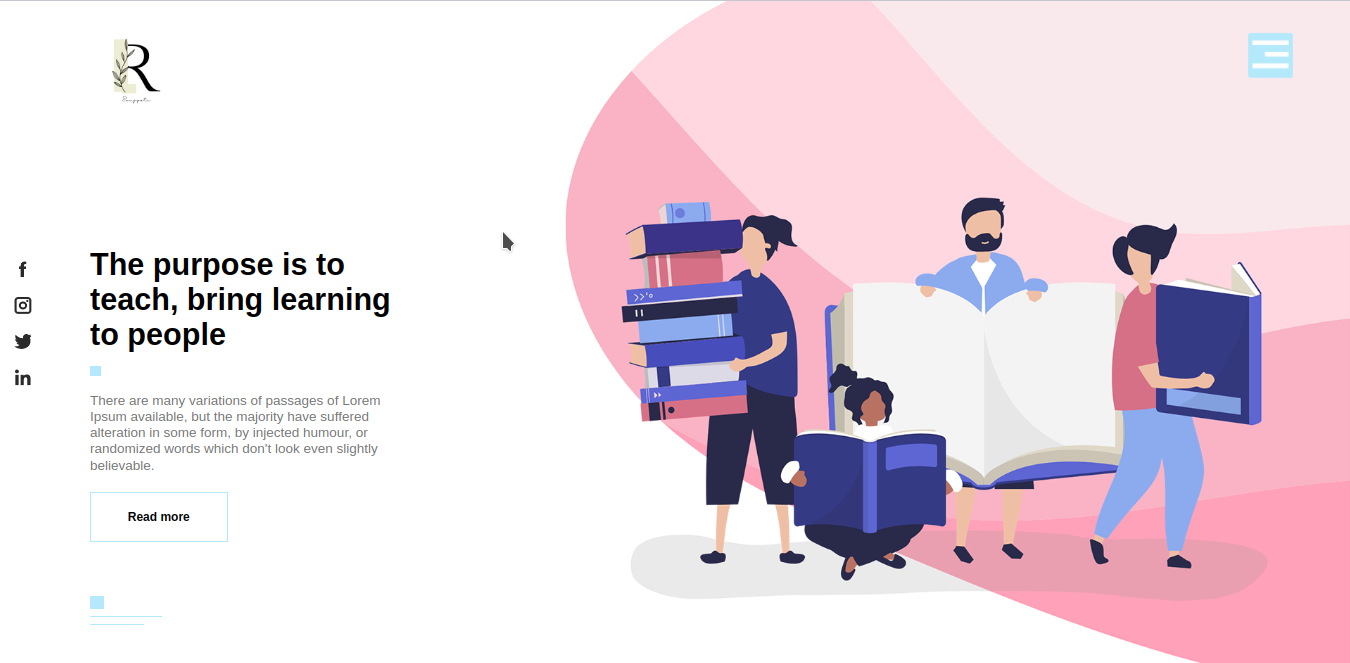 R
The purpose is to
teach, bring learning
to people
There are many variations of passages of Lorem
Ipsum available, but the majority have suffered
alteration in some form, by injected humour, or
randomized words which don't look even slightly
believable.
Read more